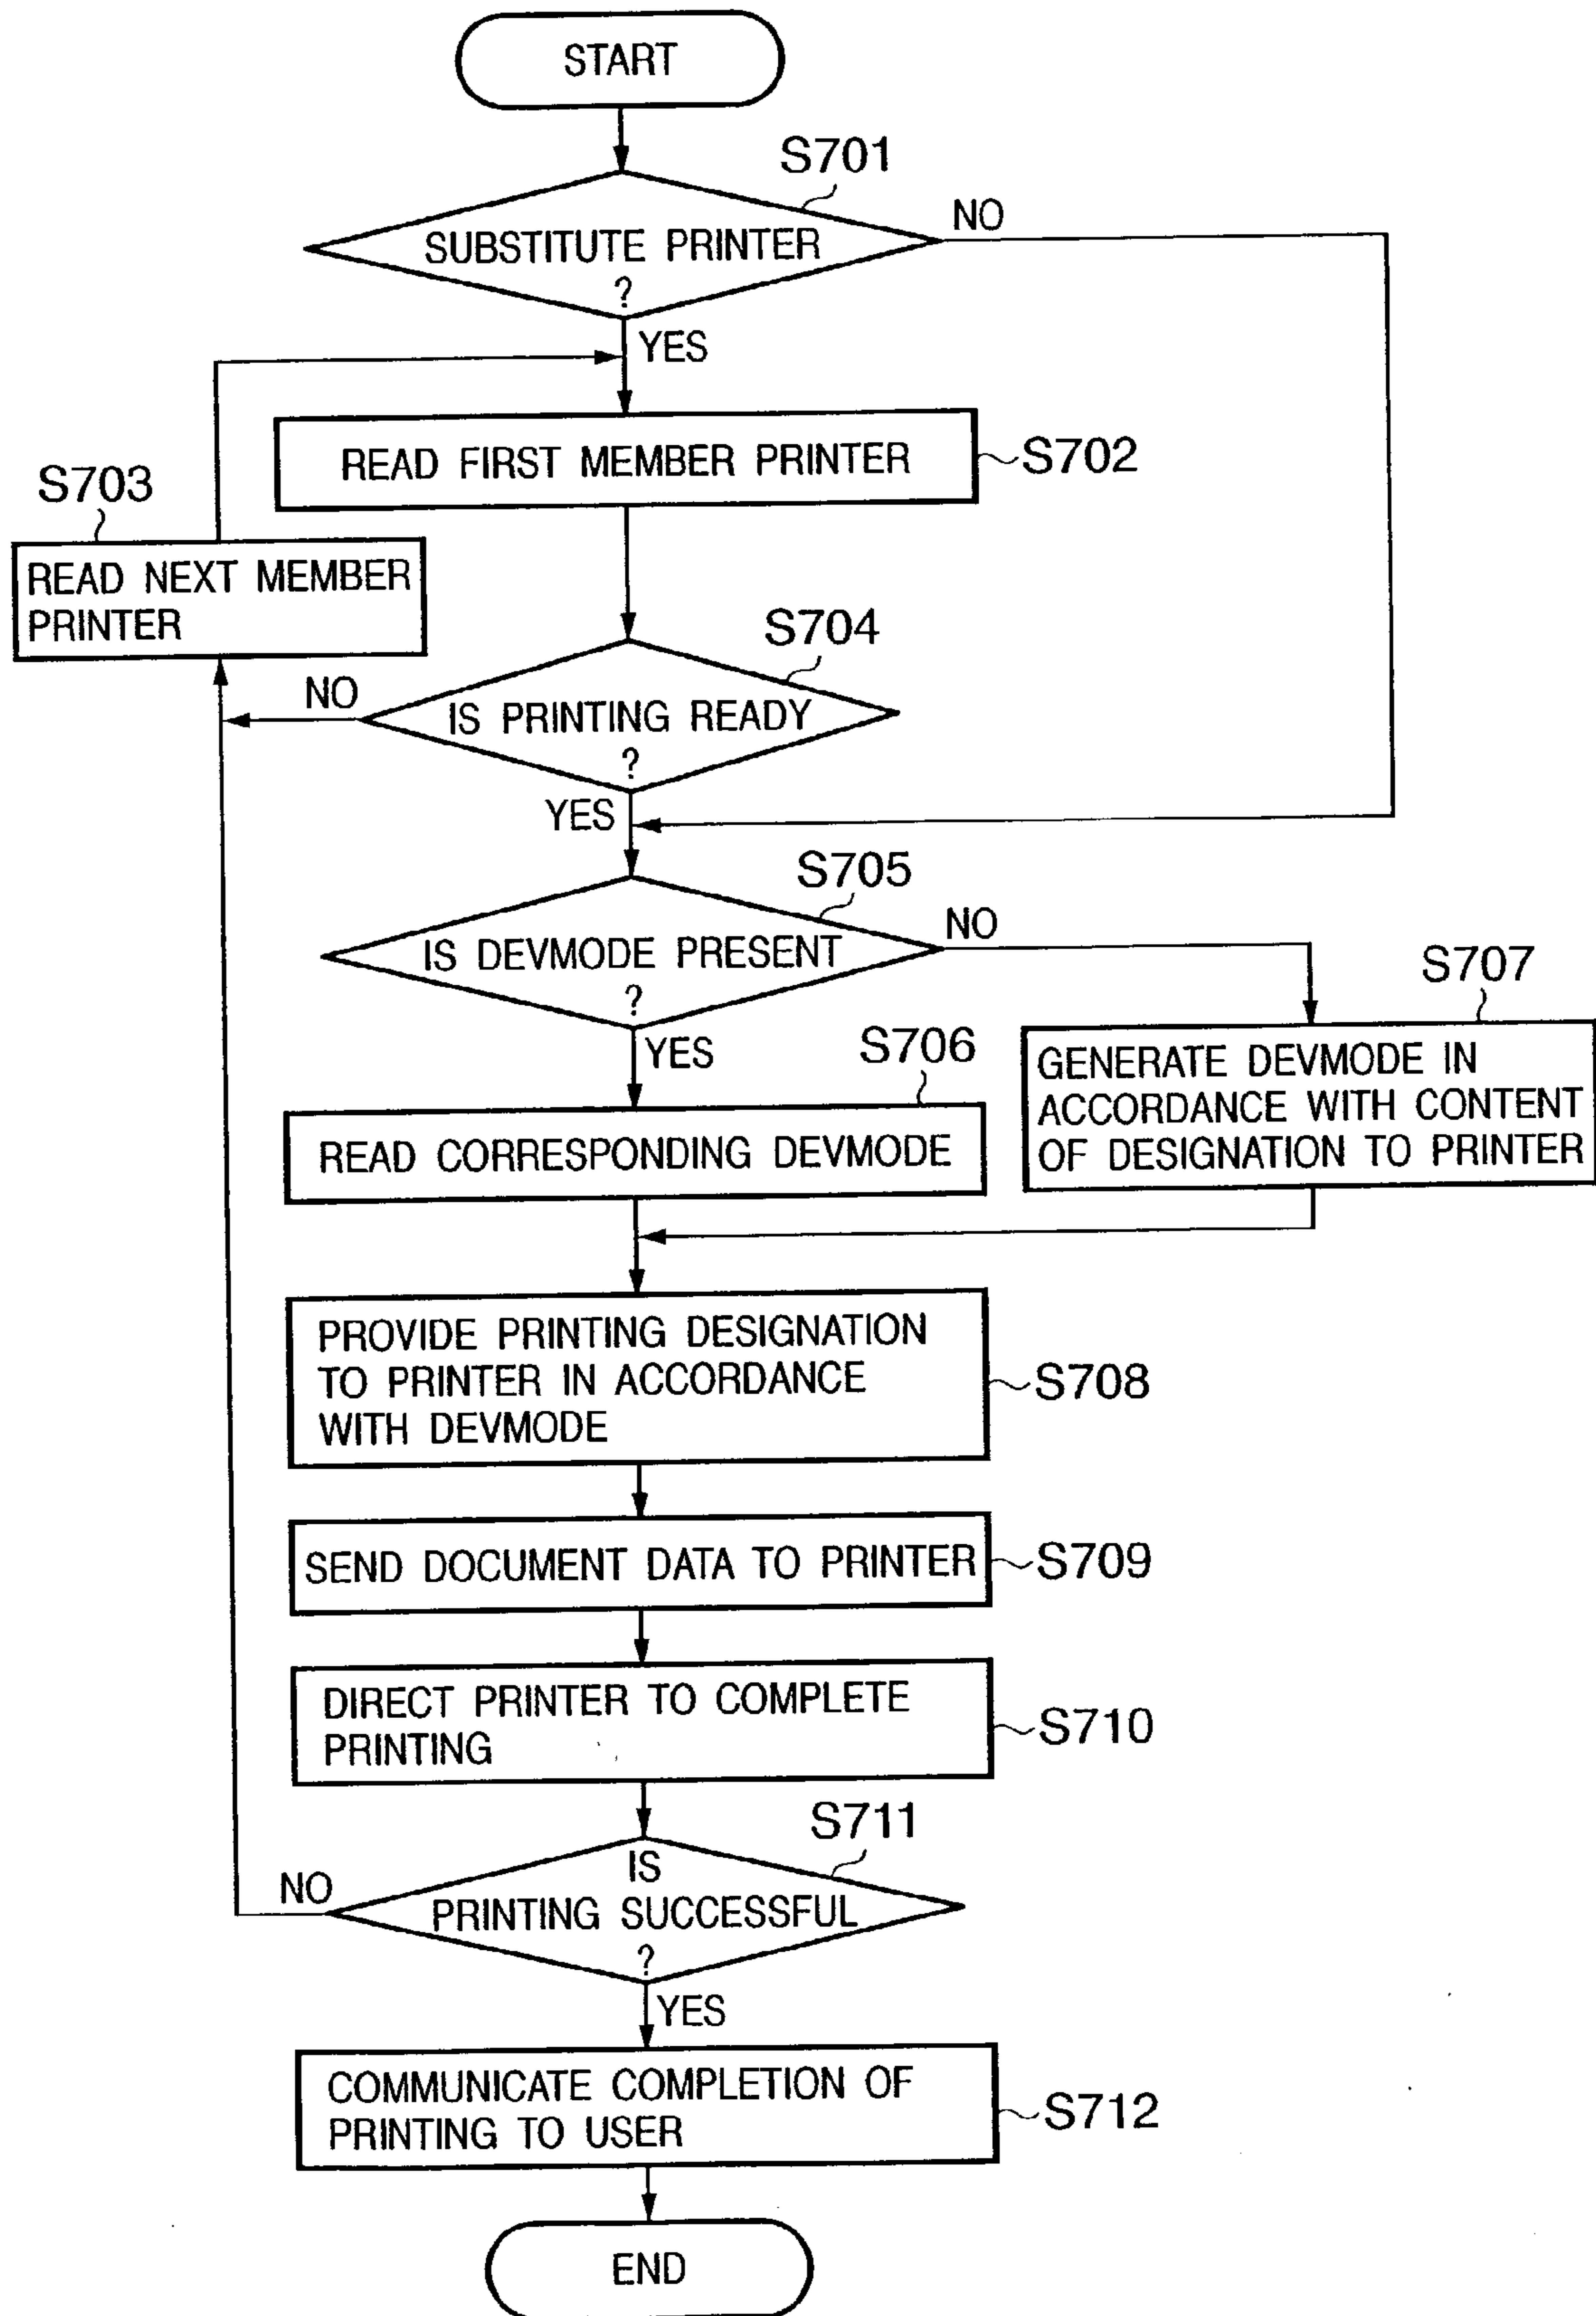 START
S701
SUBSTITUTE PRINTER
?
NO
YES
READ FIRST MEMBER PRINTER
S702
S703
READ NEXT MEMBER
PRINTER
S704
NO
IS PRINTING READY
?
YES
S705
IS DEVMODE PRESENT
?
NO
YES
S706
READ CORRESPONDING DEVMODE
S707
GENERATE DEVMODE IN
ACCORDANCE WITH CONTENT
OF DESIGNATION TO PRINTER
PROVIDE PRINTING DESIGNATION
TO PRINTER IN ACCORDANCE
WITH DEVMODE
S708
SEND DOCUMENT DATA TO PRINTER
S709
DIRECT PRINTER TO COMPLETE
PRINTING
S710
S711
NO
IS
PRINTING SUCCESSFUL
?
YES
COMMUNICATE COMPLETION OF
PRINTING TO USER
S712
END